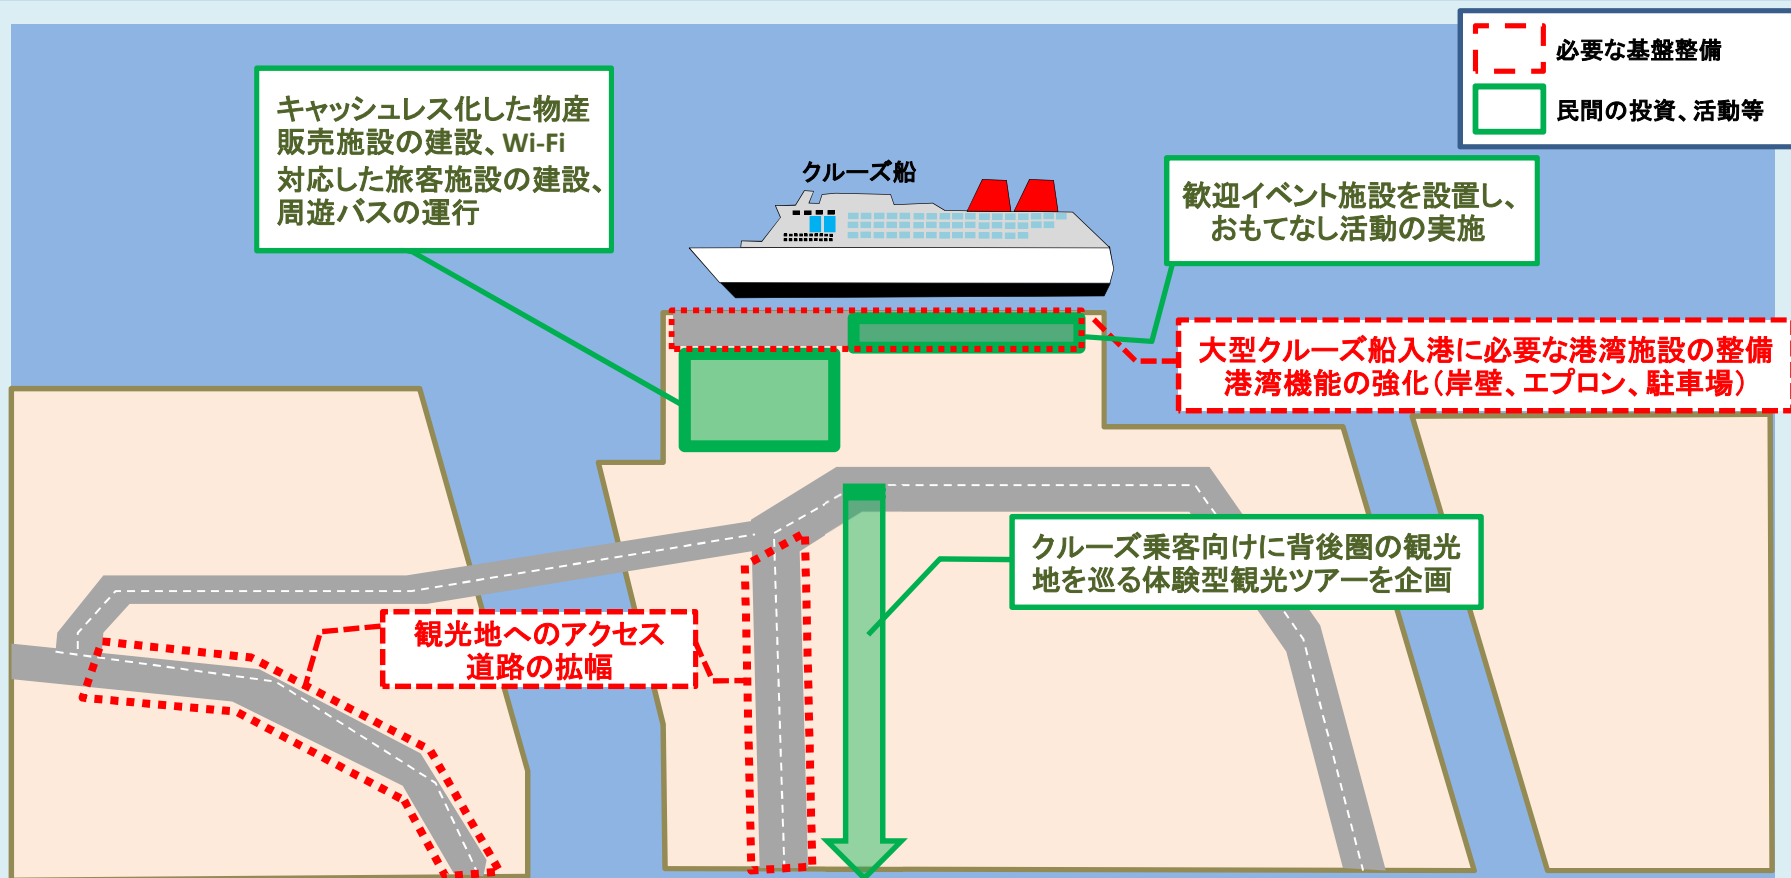 必要な基盤整備
民間の投資、活動等
キャッシュレス化した物産
販売施設の建設、Wi-Fi
対応した旅客施設の建設、
周遊バスの運行
クルーズ船
歓迎イベント施設を設置し、
おもてなし活動の実施
大型クルーズ船入港に必要な港湾施設の整備
港湾機能の強化（岸壁、エプロン、駐車場）
クルーズ乗客向けに背後圏の観光
地を巡る体験型観光ツアーを企画
観光地へのアクセス
道路の拡幅